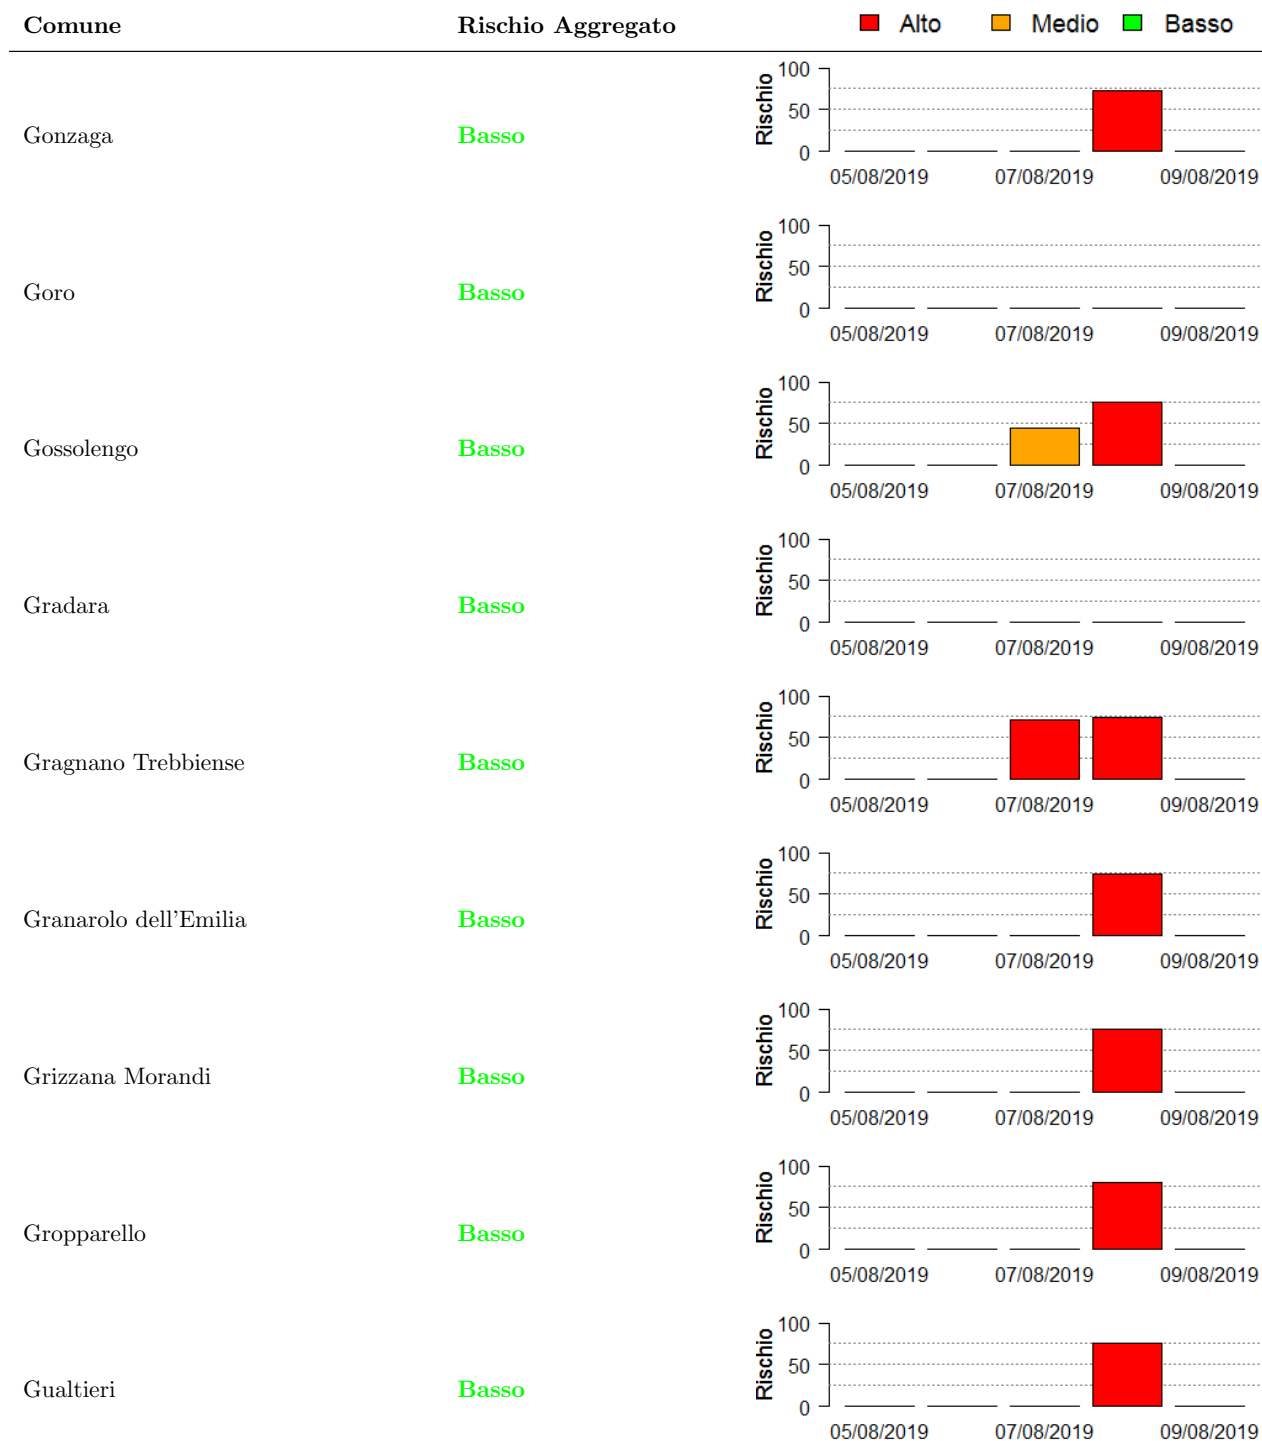 Comune Rischio Aggregato Alto Medio Basso
Gonzaga Basso Rischio 100 50 0
05/08/2019 07/08/2019 09/08/2019
Goro Basso Rischio 100 50 0
05/08/2019 07/08/2019 09/08/2019
Gossolengo Basso Rischio 100 50 0
05/08/2019 07/08/2019 09/08/2019
Gradara Basso Rischio 100 50 0
05/08/2019 07/08/2019 09/08/2019
Gragnano Trebbiense Basso Rischio 100 50 0
05/08/2019 07/08/2019 09/08/2019
Granarolo dell'Emilia Basso Rischio 100 50 0
05/08/2019 07/08/2019 09/08/2019
Grizzana Morandi Basso Rischio 100 50 0
05/08/2019 07/08/2019 09/08/2019
Gropparello Basso Rischio 100 50 0
05/08/2019 07/08/2019 09/08/2019
Gualtieri Basso Rischio 100 50 0
05/08/2019 07/08/2019 09/08/2019